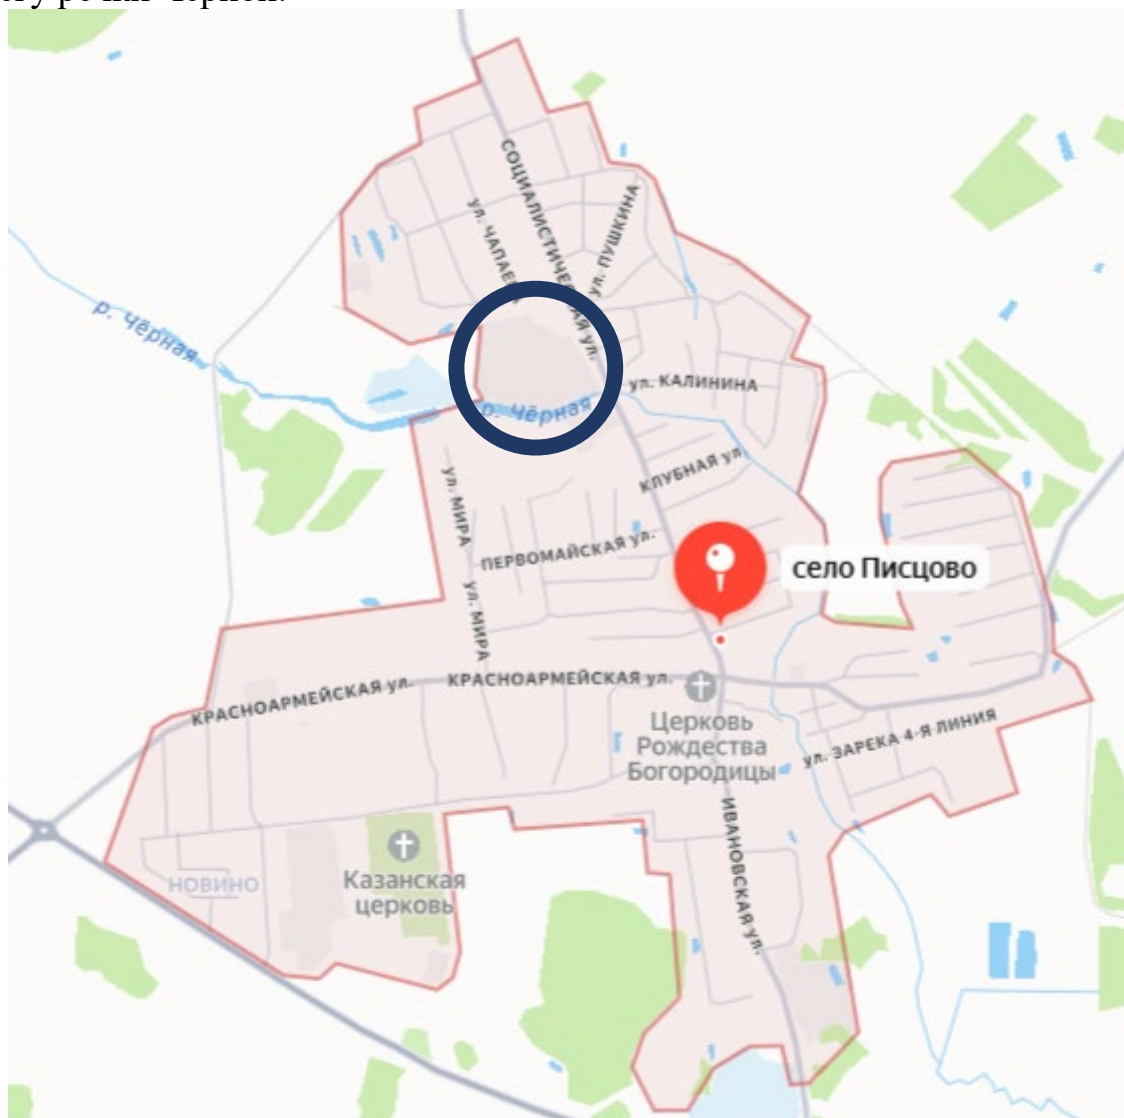 р. Чёрная
СОЦИАЛИСТИЧЕСКАЯ ул.
ул. ЧАПАЕВА
ул. ПУШКИНА
ул. КАЛИНИНА
р. Чёрная
КЛУБНАЯ ул.
ул. МИРА
ПЕРВОМАЙСКАЯ ул.
село Писцово
ул. МИРА
КРАСНОАРМЕЙСКАЯ ул.
КРАСНОАРМЕЙСКАЯ ул.
Церковь
Рождества
Богородицы
ул. ЗАРЕКА 4-Я ЛИНИЯ
ИВАНОВСКАЯ ул.
НОВИНО
Казанская
церковь